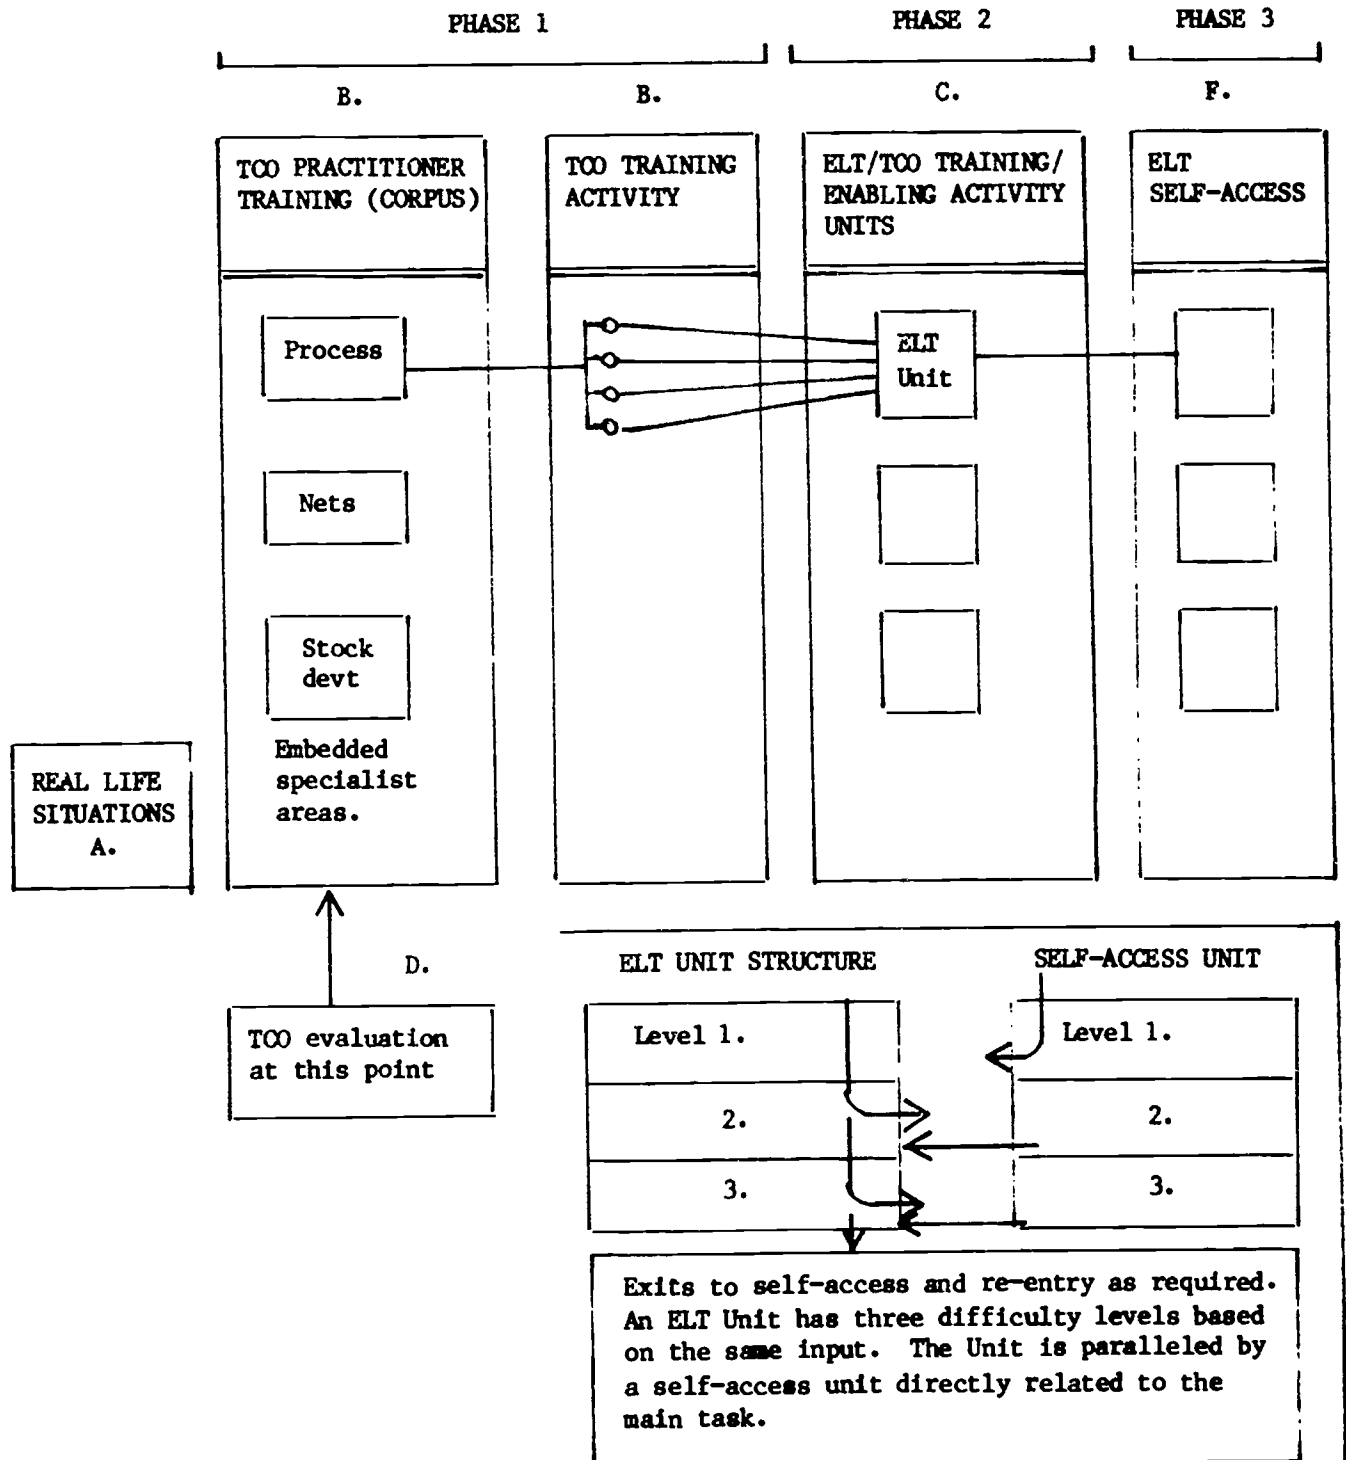 PHASE 1
PHASE 2
PHASE 3
B.
B.
C.
F.
TCO PRACTITIONER
TRAINING (CORPUS)
TCO TRAINING
ACTIVITY
ELT/TCO TRAINING/
ENABLING ACTIVITY
UNITS
ELT
SELF-ACCESS
Process
ELT
Unit
Nets
Stock
devt
Embedded
specialist
areas.
REAL LIFE
SITUATIONS
A.
D.
TCO evaluation
at this point
ELT UNIT STRUCTURE
SELF-ACCESS UNIT
Level 1.
Level 1.
2.
2.
3.
3.
Exits to self-access and re-entry as required.
An ELT Unit has three difficulty levels based
on the same input. The Unit is paralleled by
a self-access unit directly related to the
main task.